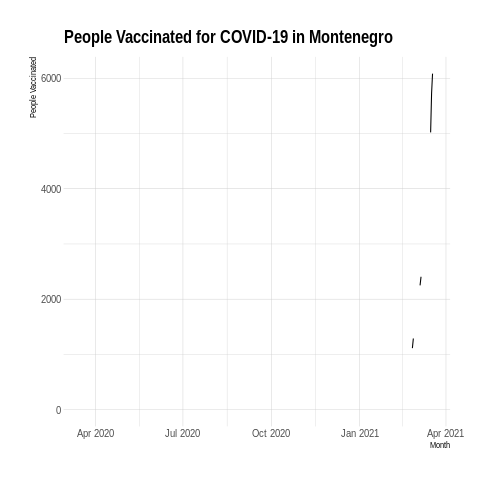 People Vaccinated for COVID-19 in Montenegro
People Vaccinated
6000
4000
2000
0
Apr 2020 Jul 2020 Oct 2020 Jan 2021 Apr 2021
Month